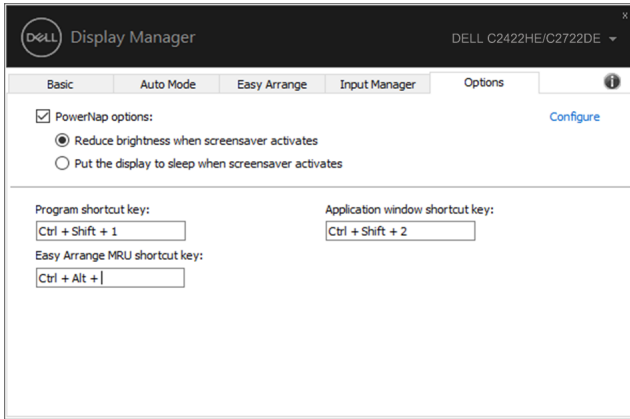 x
DELL Display Manager DELL C2422HE/C2722DE
Basic Auto Mode Easy Arrange Input Manager Options i
PowerNap options: Configure
Reduce brightness when screensaver activates
Put the display to sleep when screensaver activates
Program shortcut key: Application window shortcut key:
Ctrl + Shift + 1 Ctrl + Shift + 2
Easy Arrange MRU shortcut key:
Ctrl + Alt +